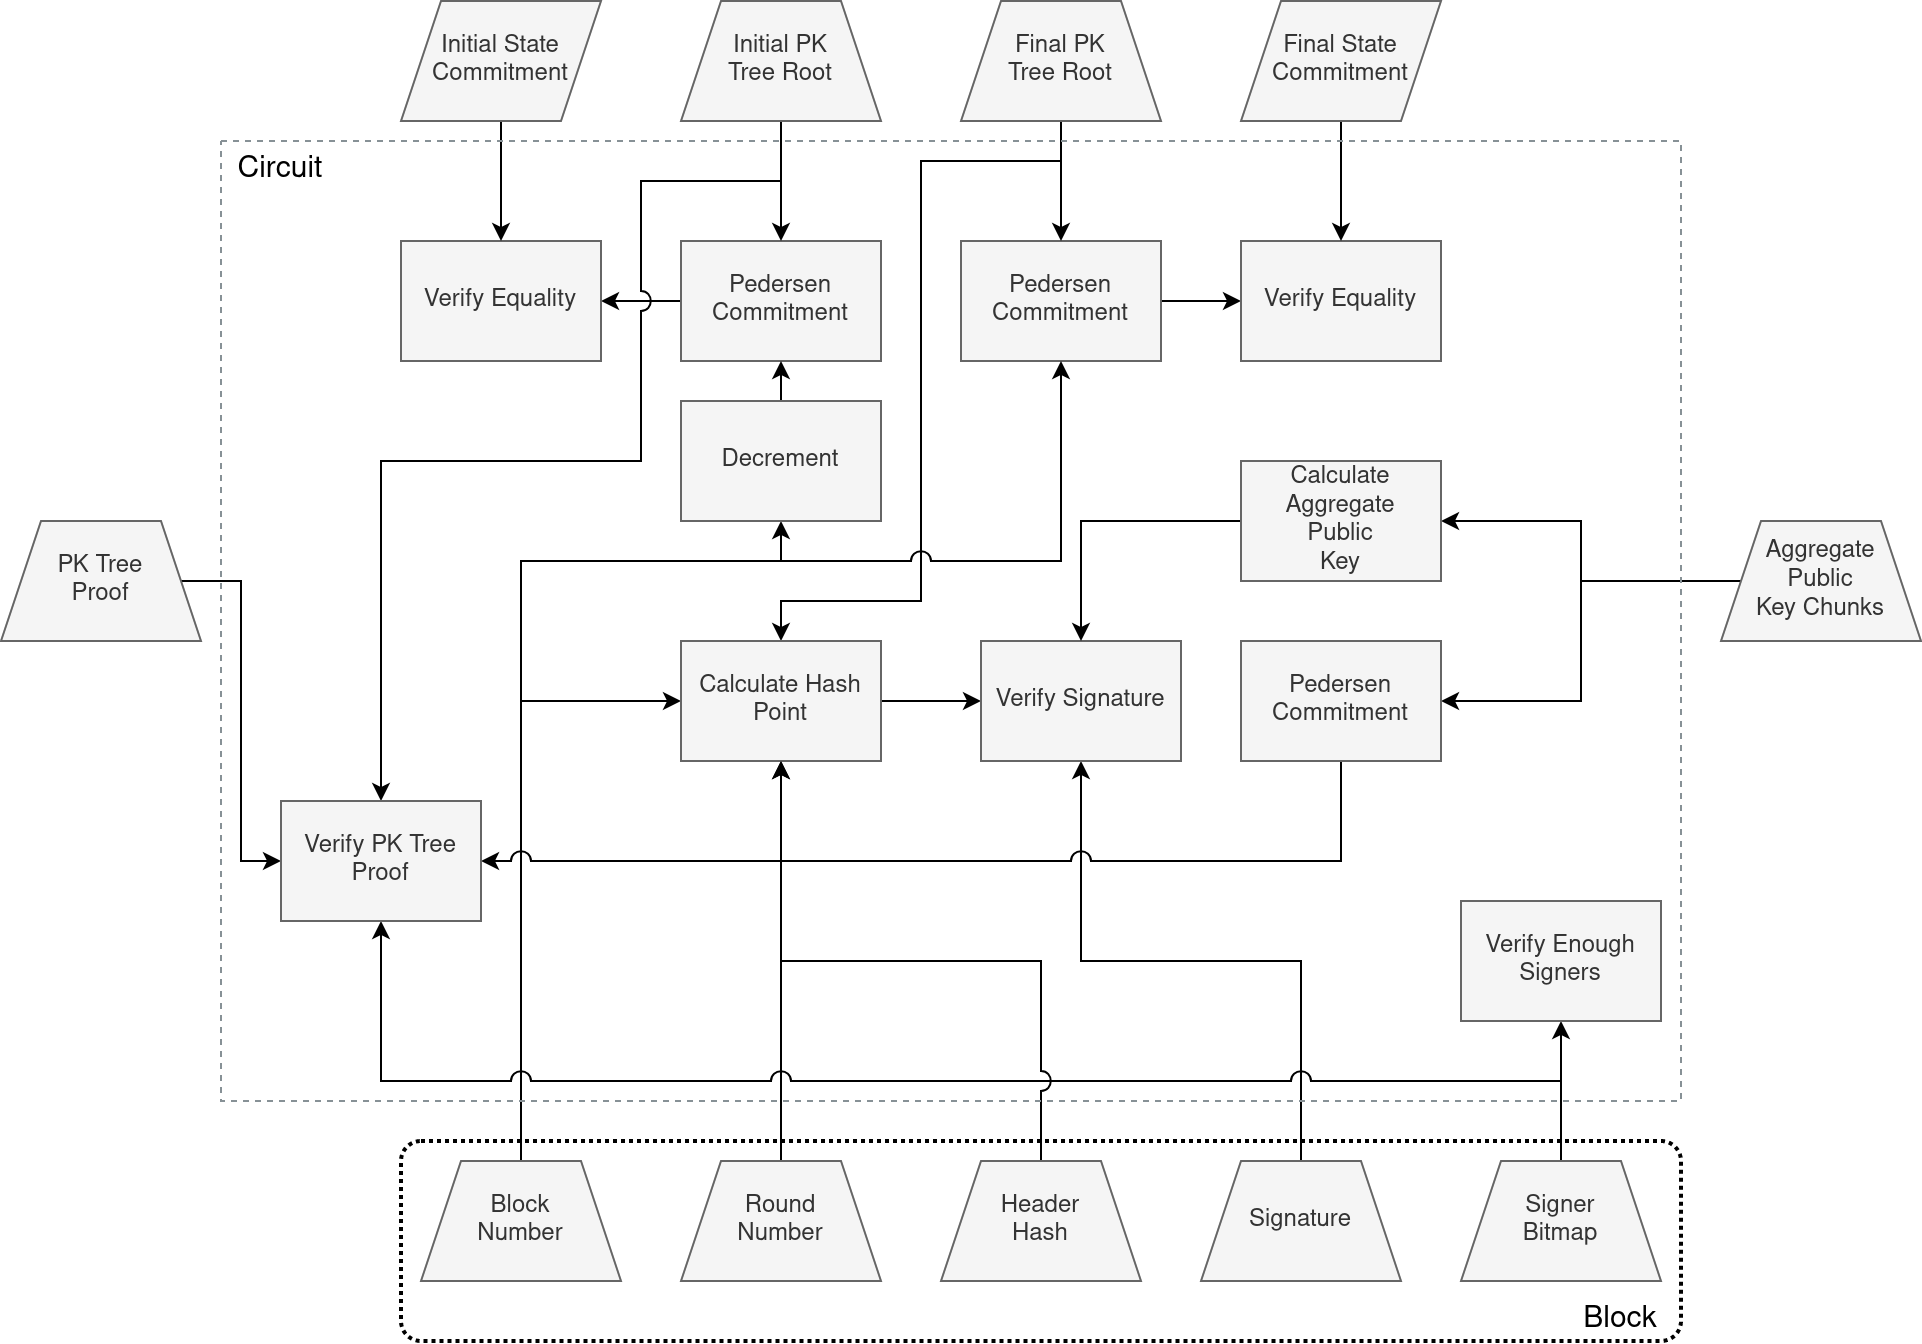 Initial State
Commitment
Initial PK
Tree Root
Final PK
Tree Root
Final State
Commitment
Circuit
Verify Equality
Pedersen
Commitment
Pedersen
Commitment
Verify Equality
Decrement
Calculate
Aggregate
Public
Key
PK Tree
Proof
Aggregate
Public
Key Chunks
Calculate Hash
Point
Verify Signature
Pedersen
Commitment
Verify PK Tree
Proof
Verify Enough
Signers
Block
Number
Round
Number
Header
Hash
Signature
Signer
Bitmap
Block